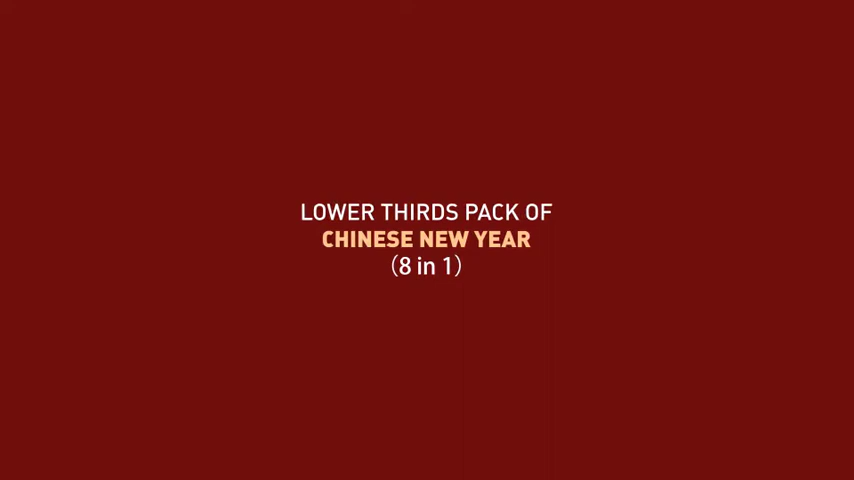 LOWER THIRDS PACK OF
CHINESE NEW YEAR
(8 in 1)